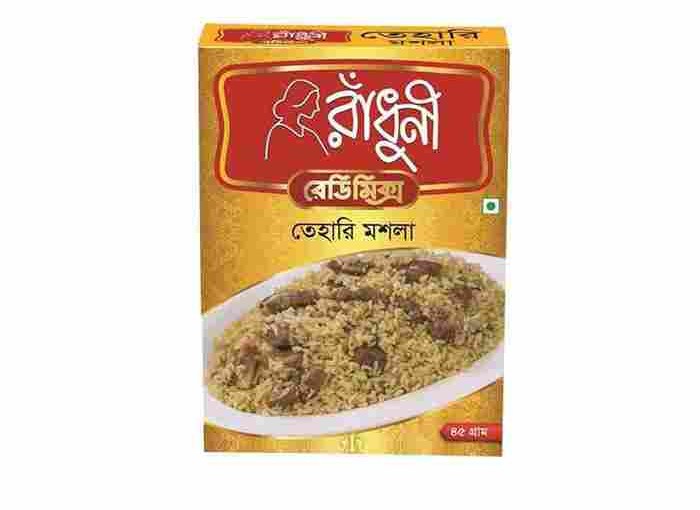 রাঁধুনী
রেডিমিক্স
তেহারি
মশলা
রাঁধুনী
রেডিমিক্স
তেহারি মশলা
৪৫ গ্রাম